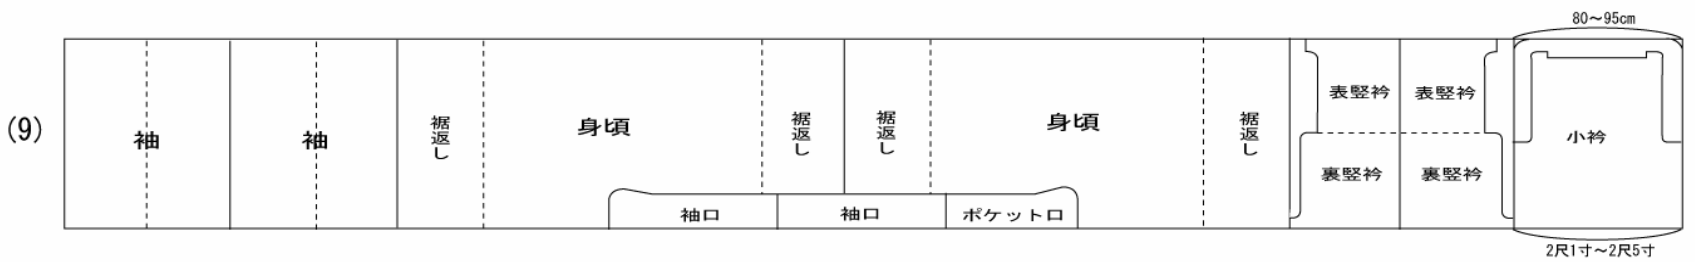 80～95cm
(9)
袖
袖
裾返し
身頃
裾返し
裾返し
身頃
裾返し
表竪衿
表竪衿
小衿
裏竪衿
裏竪衿
袖口
袖口
ポケット口
2尺1寸～2尺5寸